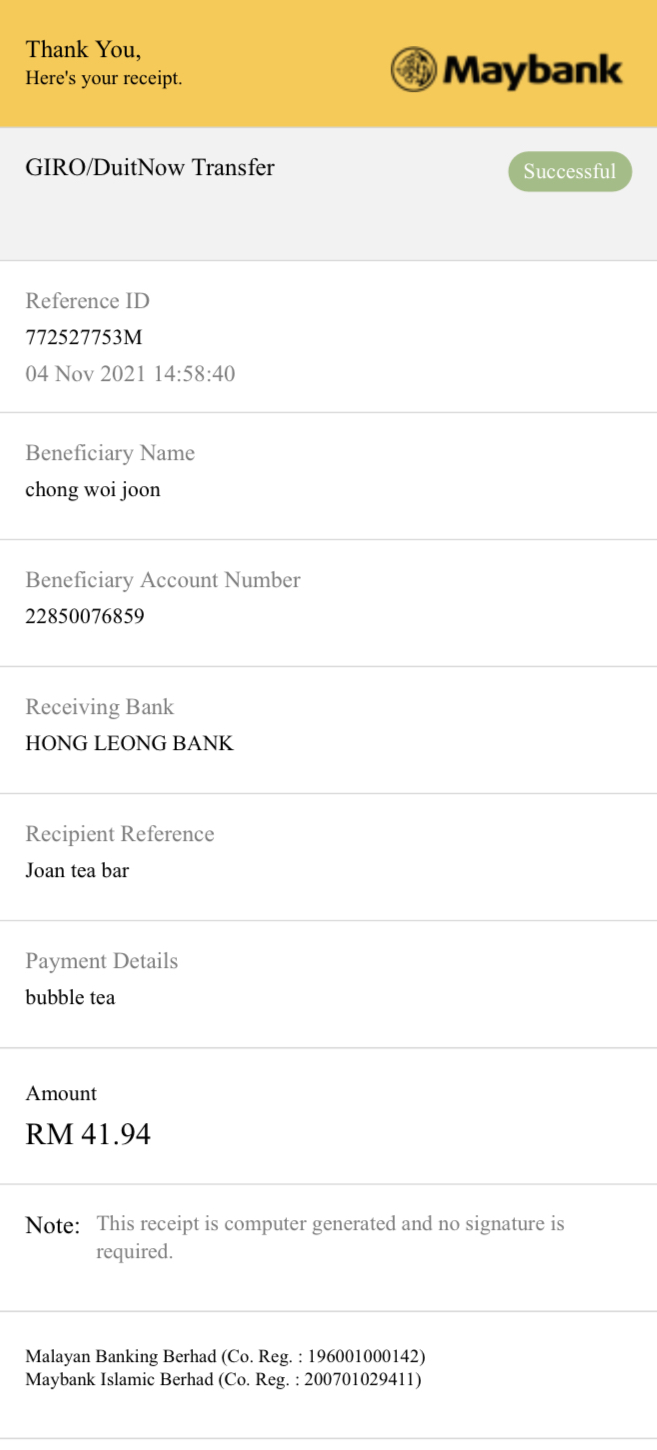 Thank You,
Here's your receipt.
Maybank
GIRO/DuitNow Transfer
Successful
Reference ID
772527753M
04 Nov 2021 14:58:40
Beneficiary Name
chong woi joon
Beneficiary Account Number
22850076859
Receiving Bank
HONG LEONG BANK
Recipient Reference
Joan tea bar
Payment Details
bubble tea
Amount
RM 41.94
Note: This receipt is computer generated and no signature is
required.
Malayan Banking Berhad (Co. Reg. : 196001000142)
Maybank Islamic Berhad (Co. Reg. : 200701029411)